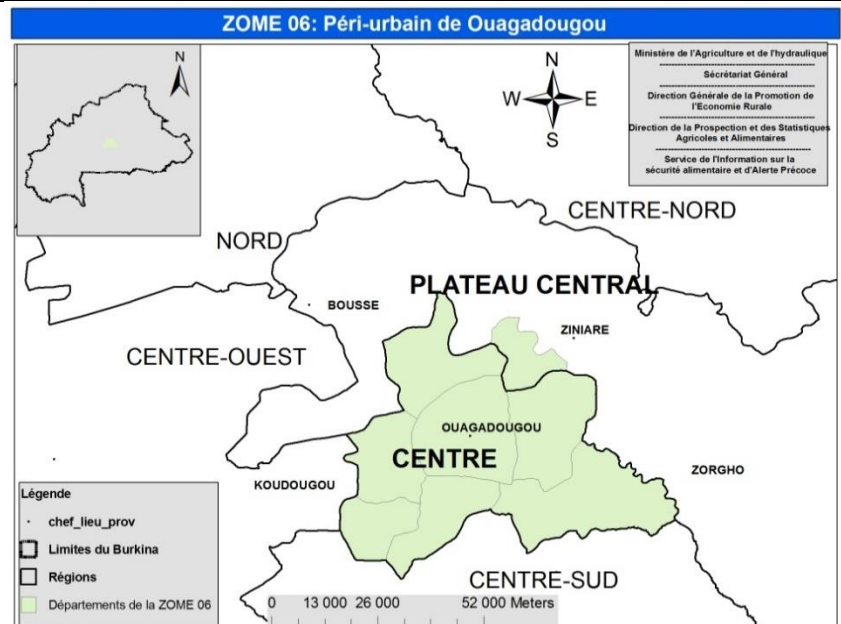 ZOME 06: Péri-urbain de Ouagadougou
N
N
W E
S
Ministère de l'Agriculture et de l'hydraulique
Sécrétariat Général
Direction Générale de la Promotion de
l'Economie Rurale
Direction de la Prospection et des Statistiques
Agricoles et Alimentaires
Service de l'Information sur la
sécurité alimentaire et d'Alerte Précoce
CENTRE-NORD
NORD
PLATEAU CENTRAL
BOUSSE
ZINIARE
CENTRE-OUEST
OUAGADOUGOU
CENTRE
ZORGHO
KOUDOUGOU
CENTRE-SUD
Légende
chef_lieu_prov
Limites du Burkina
Régions
Départements de la ZOME 06
0 13 000 26 000 52 000 Meters